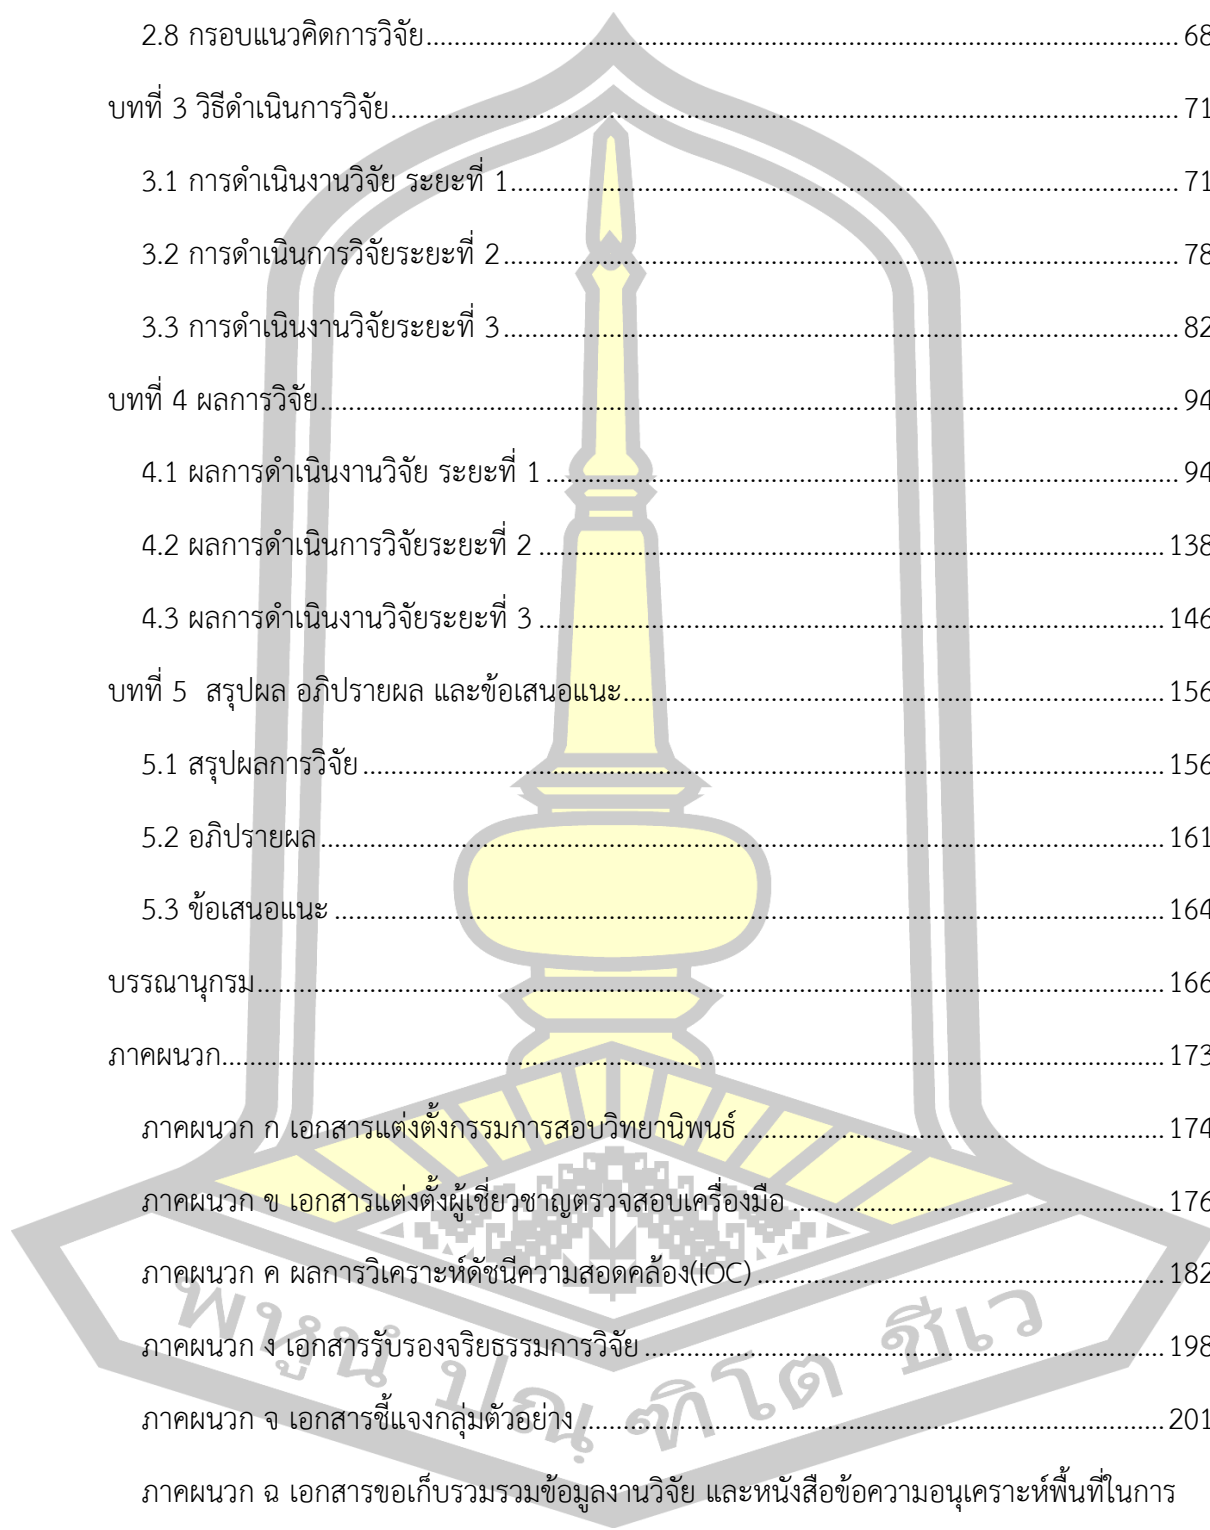 2.8 กรอบแนวคิดการวิจัย 68
บทที่ 3 วิธีดำเนินการวิจัย 71
3.1 การดำเนินงานวิจัย ระยะที่ 1 71
3.2 การดำเนินการวิจัยระยะที่ 2 78
3.3 การดำเนินงานวิจัยระยะที่ 3 82
บทที่ 4 ผลการวิจัย 94
4.1 ผลการดำเนินงานวิจัย ระยะที่ 1 94
4.2 ผลการดำเนินการวิจัยระยะที่ 2 138
4.3 ผลการดำเนินงานวิจัยระยะที่ 3 146
บทที่ 5 สรุปผล อภิปรายผล และข้อเสนอแนะ 156
5.1 สรุปผลการวิจัย 156
5.2 อภิปรายผล 161
5.3 ข้อเสนอแนะ 164
บรรณานุกรม 166
ภาคผนวก 173
ภาคผนวก ก เอกสารแต่งตั้งกรรมการสอบวิทยานิพนธ์ 174
ภาคผนวก ข เอกสารแต่งตั้งผู้เชี่ยวชาญตรวจสอบเครื่องมือ 176
ภาคผนวก ค ผลการวิเคราะห์ดัชนีความสอดคล้อง(IOC) 182
ภาคผนวก ง เอกสารรับรองจริยธรรมการวิจัย 198
ภาคผนวก จ เอกสารชี้แจงกลุ่มตัวอย่าง 201
ภาคผนวก ฉ เอกสารขอเก็บรวมรวมข้อมูลงานวิจัย และหนังสือข้อความอนุเคราะห์พื้นที่ในการ
พหูนํ ปณฺฑิโต ชีเว